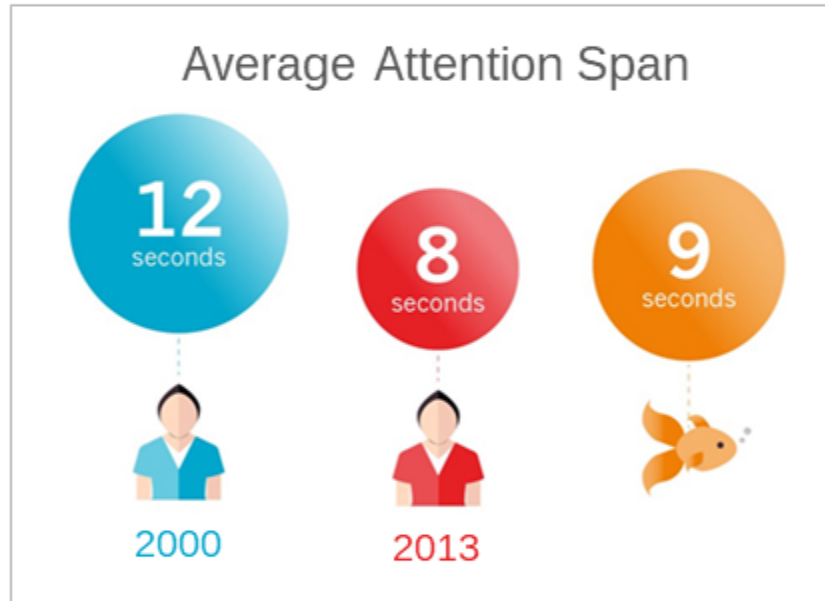 Average Attention Span
12
seconds
8
seconds
9
seconds
2000
2013